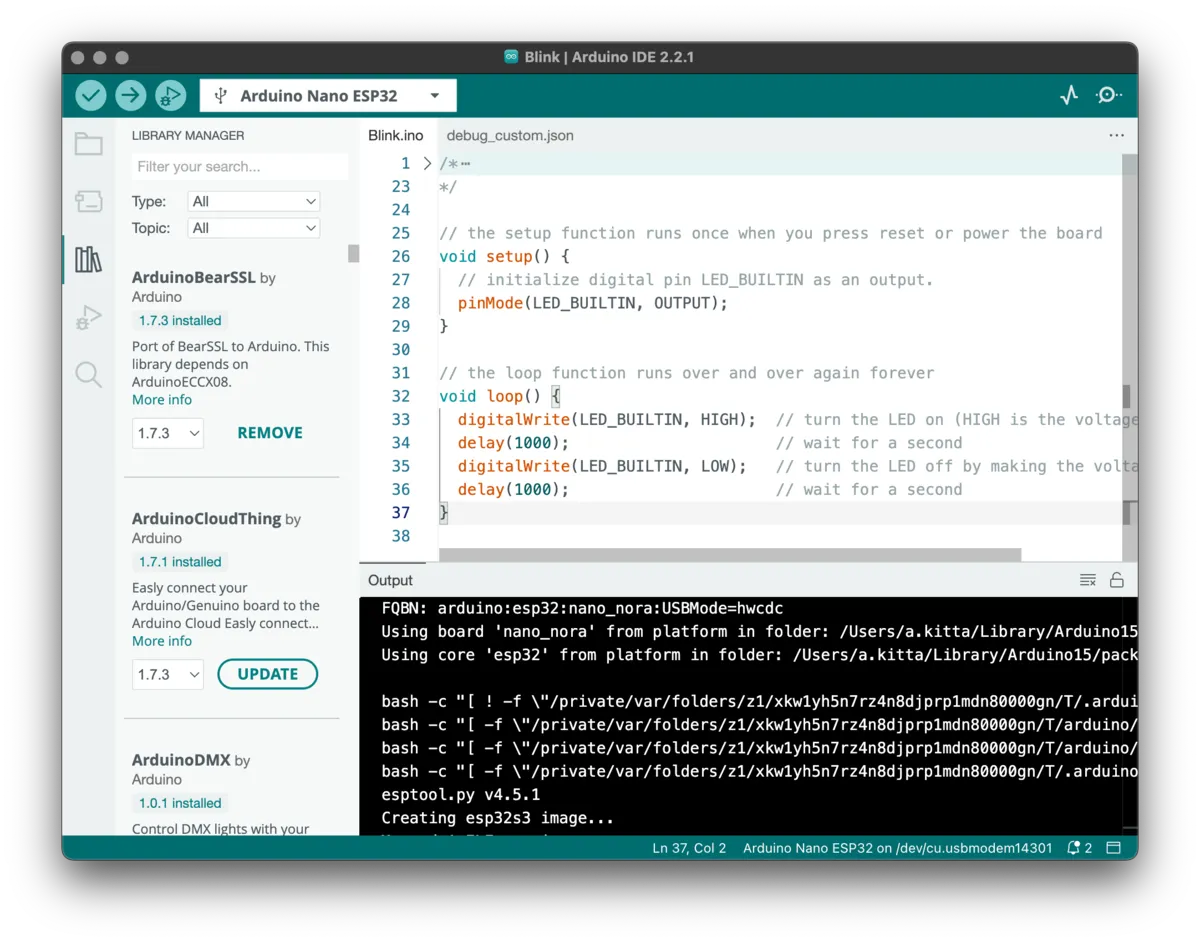 Blink | Arduino IDE 2.2.1
Arduino Nano ESP32
LIBRARY MANAGER
Filter your search...
Type: All
Topic: All
ArduinoBearSSL by
Arduino
1.7.3 installed
Port of BearSSL to Arduino. This
library depends on
ArduinoECCX08.
More info
1.7.3 REMOVE
ArduinoCloudThing by
Arduino
1.7.1 installed
Easly connect your
Arduino/Genuino board to the
Arduino Cloud Easly connect...
More info
1.7.3 UPDATE
ArduinoDMX by
Arduino
1.0.1 installed
Control DMX lights with your
Blink.ino debug_custom.json
1 /*
23 */
24
25 // the setup function runs once when you press reset or power the board
26 void setup() {
27 // initialize digital pin LED_BUILTIN as an output.
28 pinMode(LED_BUILTIN, OUTPUT);
29 }
30
31 // the loop function runs over and over again forever
32 void loop() {
33 digitalWrite(LED_BUILTIN, HIGH); // turn the LED on (HIGH is the voltage
34 delay(1000); // wait for a second
35 digitalWrite(LED_BUILTIN, LOW); // turn the LED off by making the volta
36 delay(1000); // wait for a second
37 }
38
Output
FQBN: arduino:esp32:nano_nora:USBMode=hwcdc
Using board 'nano_nora' from platform in folder: /Users/a.kitta/Library/Arduino15
Using core 'esp32' from platform in folder: /Users/a.kitta/Library/Arduino15/pack
bash -c "[ ! -f \"/private/var/folders/z1/xkw1yh5n7rz4n8djprp1mdn80000gn/T/.ardui
bash -c "[ -f \"/private/var/folders/z1/xkw1yh5n7rz4n8djprp1mdn80000gn/T/arduino/
bash -c "[ -f \"/private/var/folders/z1/xkw1yh5n7rz4n8djprp1mdn80000gn/T/arduino/
bash -c "[ -f \"/private/var/folders/z1/xkw1yh5n7rz4n8djprp1mdn80000gn/T/.arduino
esptool.py v4.5.1
Creating esp32s3 image...
Ln 37, Col 2 Arduino Nano ESP32 on /dev/cu.usbmodem14301 2